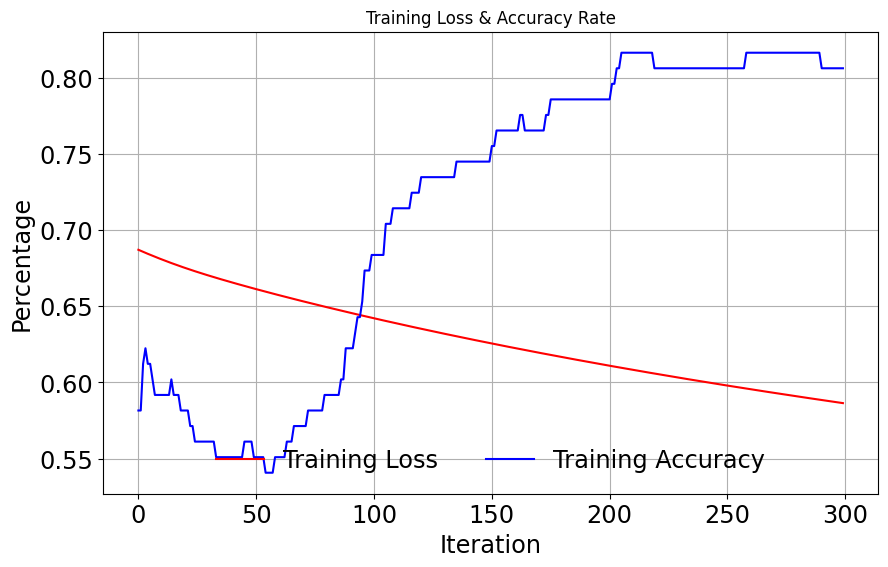 Training Loss & Accuracy Rate
Percentage
0.80
0.75
0.70
0.65
0.60
0.55
Training Loss
Training Accuracy
0 50 100 150 200 250 300
Iteration